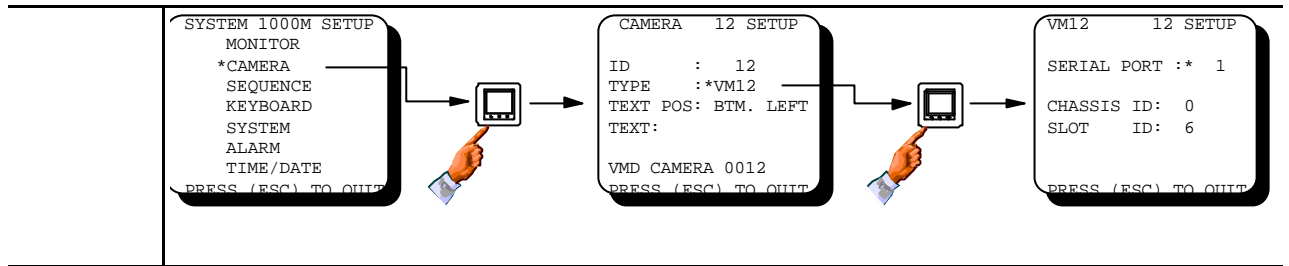 SYSTEM 1000M SETUP
MONITOR
*CAMERA
SEQUENCE
KEYBOARD
SYSTEM
ALARM
TIME/DATE
PRESS (ESC) TO QUIT
CAMERA 12 SETUP
ID : 12
TYPE :*VM12
TEXT POS: BTM. LEFT
TEXT:
VMD CAMERA 0012
PRESS (ESC) TO QUIT
VM12 12 SETUP
SERIAL PORT :* 1
CHASSIS ID: 0
SLOT ID: 6
PRESS (ESC) TO QUIT